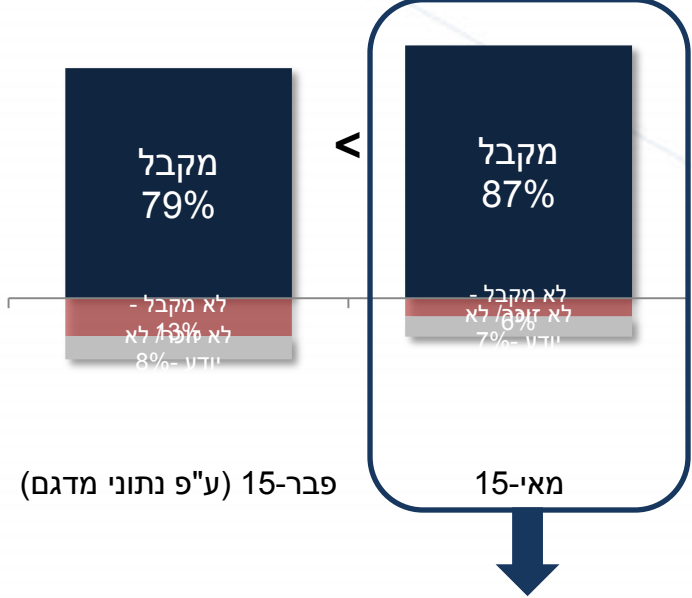 מקבל
87%
לא מקבל -
6%
לא זוכר/ לא
יודע -7%
מאי-15
>
מקבל
79%
לא מקבל -
13%
לא זוכר/ לא
יודע -8%
פבר-15 (ע"פ נתוני מדגם)